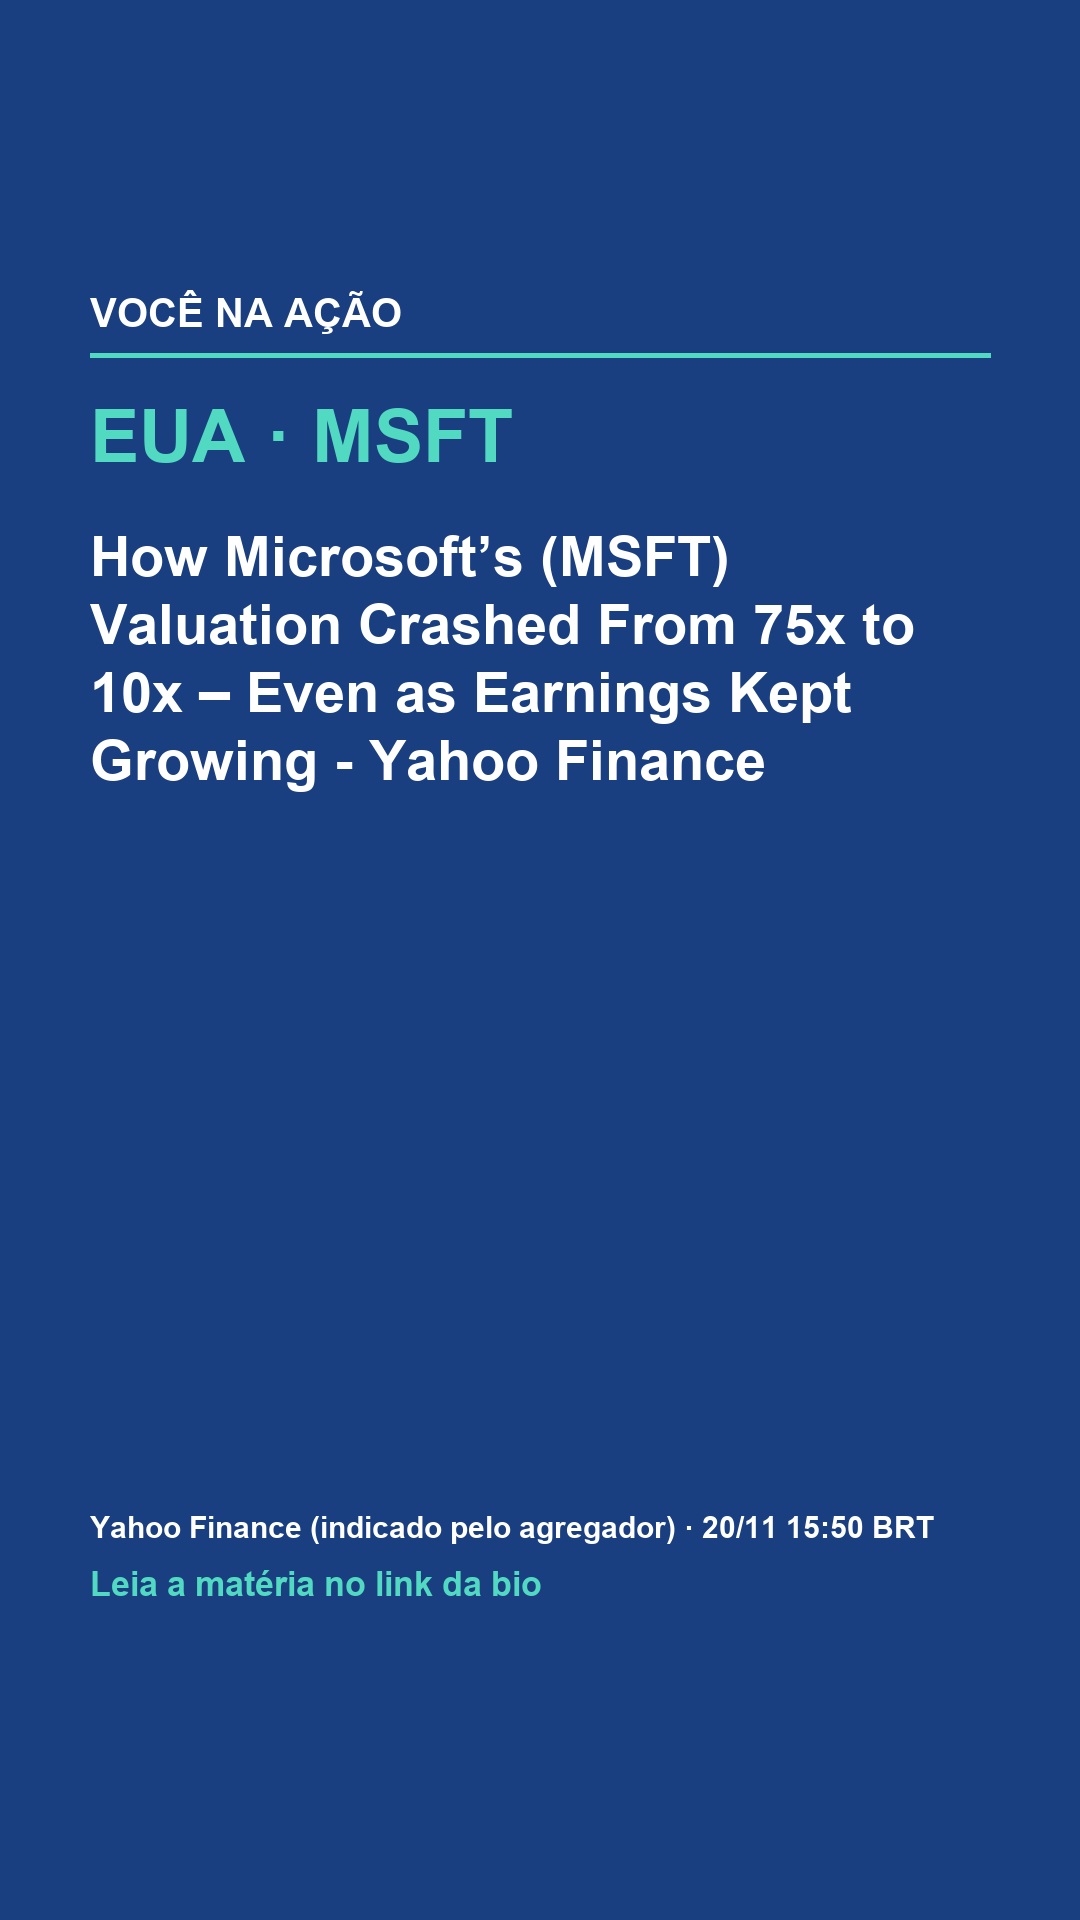 VOCÊ NA AÇÃO
EUA · MSFT
How Microsoft’s (MSFT)
Valuation Crashed From 75x to
10x – Even as Earnings Kept
Growing - Yahoo Finance
Yahoo Finance (indicado pelo agregador) · 20/11 15:50 BRT
Leia a matéria no link da bio